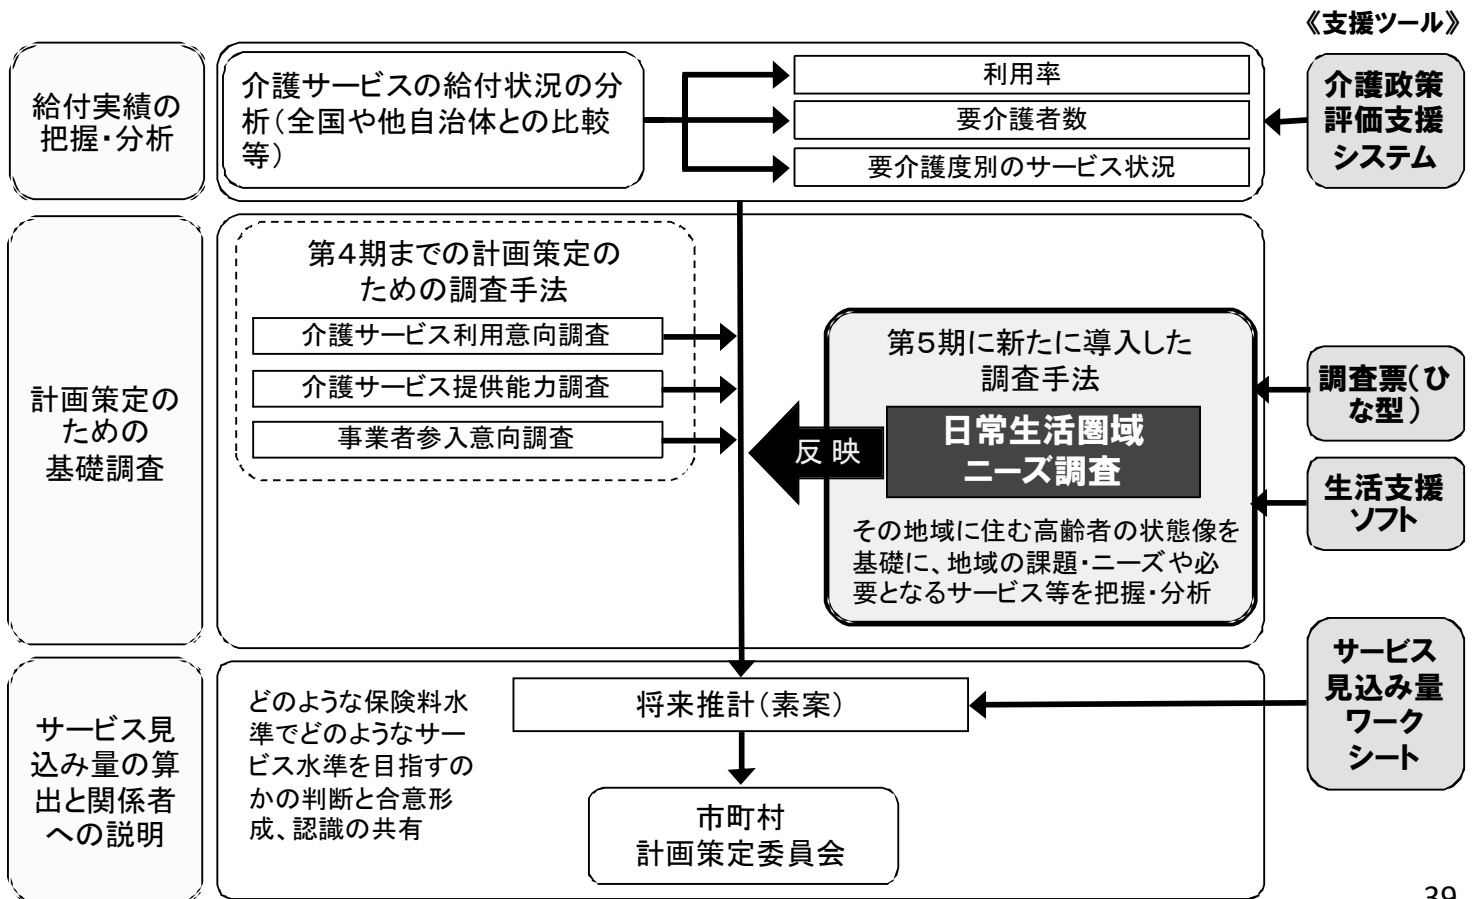 《支援ツール》
給付実績の
把握・分析
介護サービスの給付状況の分
析（全国や他自治体との比較
等）
利用率
要介護者数
要介護度別のサービス状況
介護政策
評価支援
システム
計画策定の
ための
基礎調査
第４期までの計画策定の
ための調査手法
介護サービス利用意向調査
介護サービス提供能力調査
事業者参入意向調査
反 映
第５期に新たに導入した
調査手法
日常生活圏域
ニーズ調査
その地域に住む高齢者の状態像を
基礎に、地域の課題・ニーズや必
要となるサービス等を把握・分析
調査票（ひ
な型）
生活支援
ソフト
サービス見
込み量の算
出と関係者
への説明
どのような保険料水
準でどのようなサー
ビス水準を目指すの
かの判断と合意形
成、認識の共有
将来推計（素案）
市町村
計画策定委員会
サービス
見込み量
ワーク
シート
39